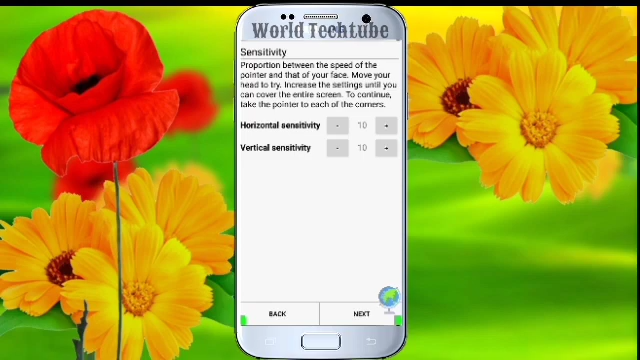 World Techtube
Sensitivity
Proportion between the speed of the
pointer and that of your face. Move your
head to try. Increase the settings until you
can cover the entire screen. To continue,
take the pointer to each of the corners.
Horizontal sensitivity - 10 +
Vertical sensitivity - 10 +
BACK NEXT